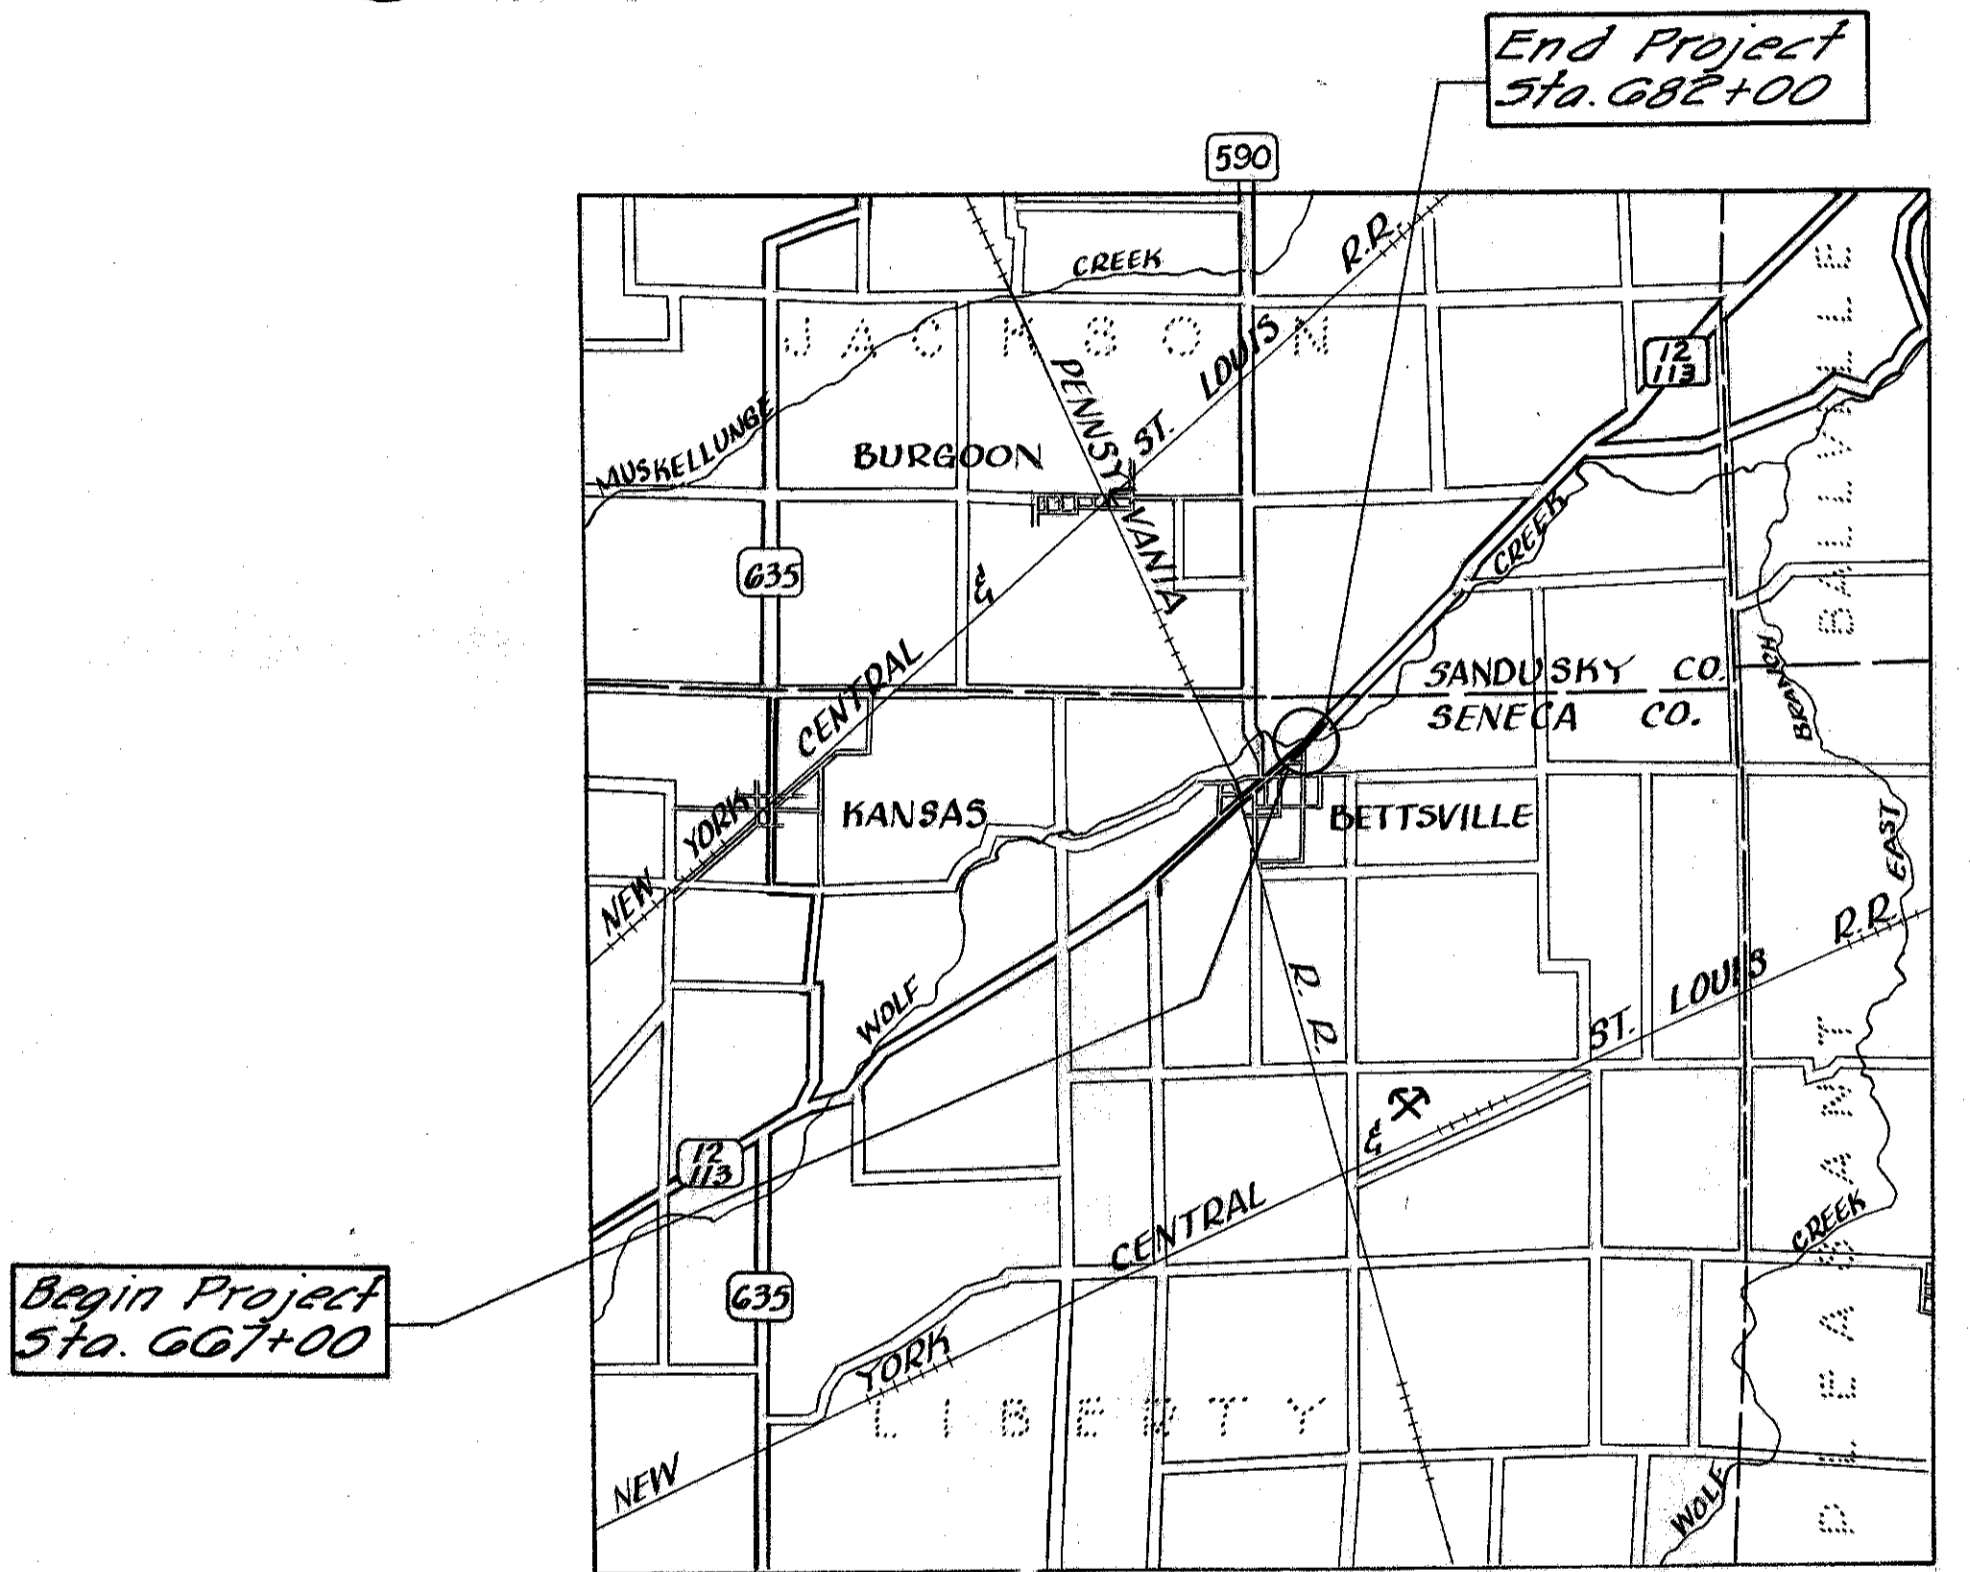 End Project
Sta. 682+00
590
CREEK
R.R.
JACKSON
ST. LOUIS
12
113
PENNSYLVANIA
MUSKELLUNGE
BURGOON
BALLVILLE
635
&
CREEK
CENTRAL
SANDUSKY CO.
SENECA CO.
BRANCH
NEW YORK
KANSAS
BETTSVILLE
EAST
R.R.
WOLF
R.R.
ST. LOUIS
12
113
&
CENTRAL
CREEK
Begin Project
Sta. 667+00
635
YORK
LIBERTY
PLEASANT
NEW
WOLF